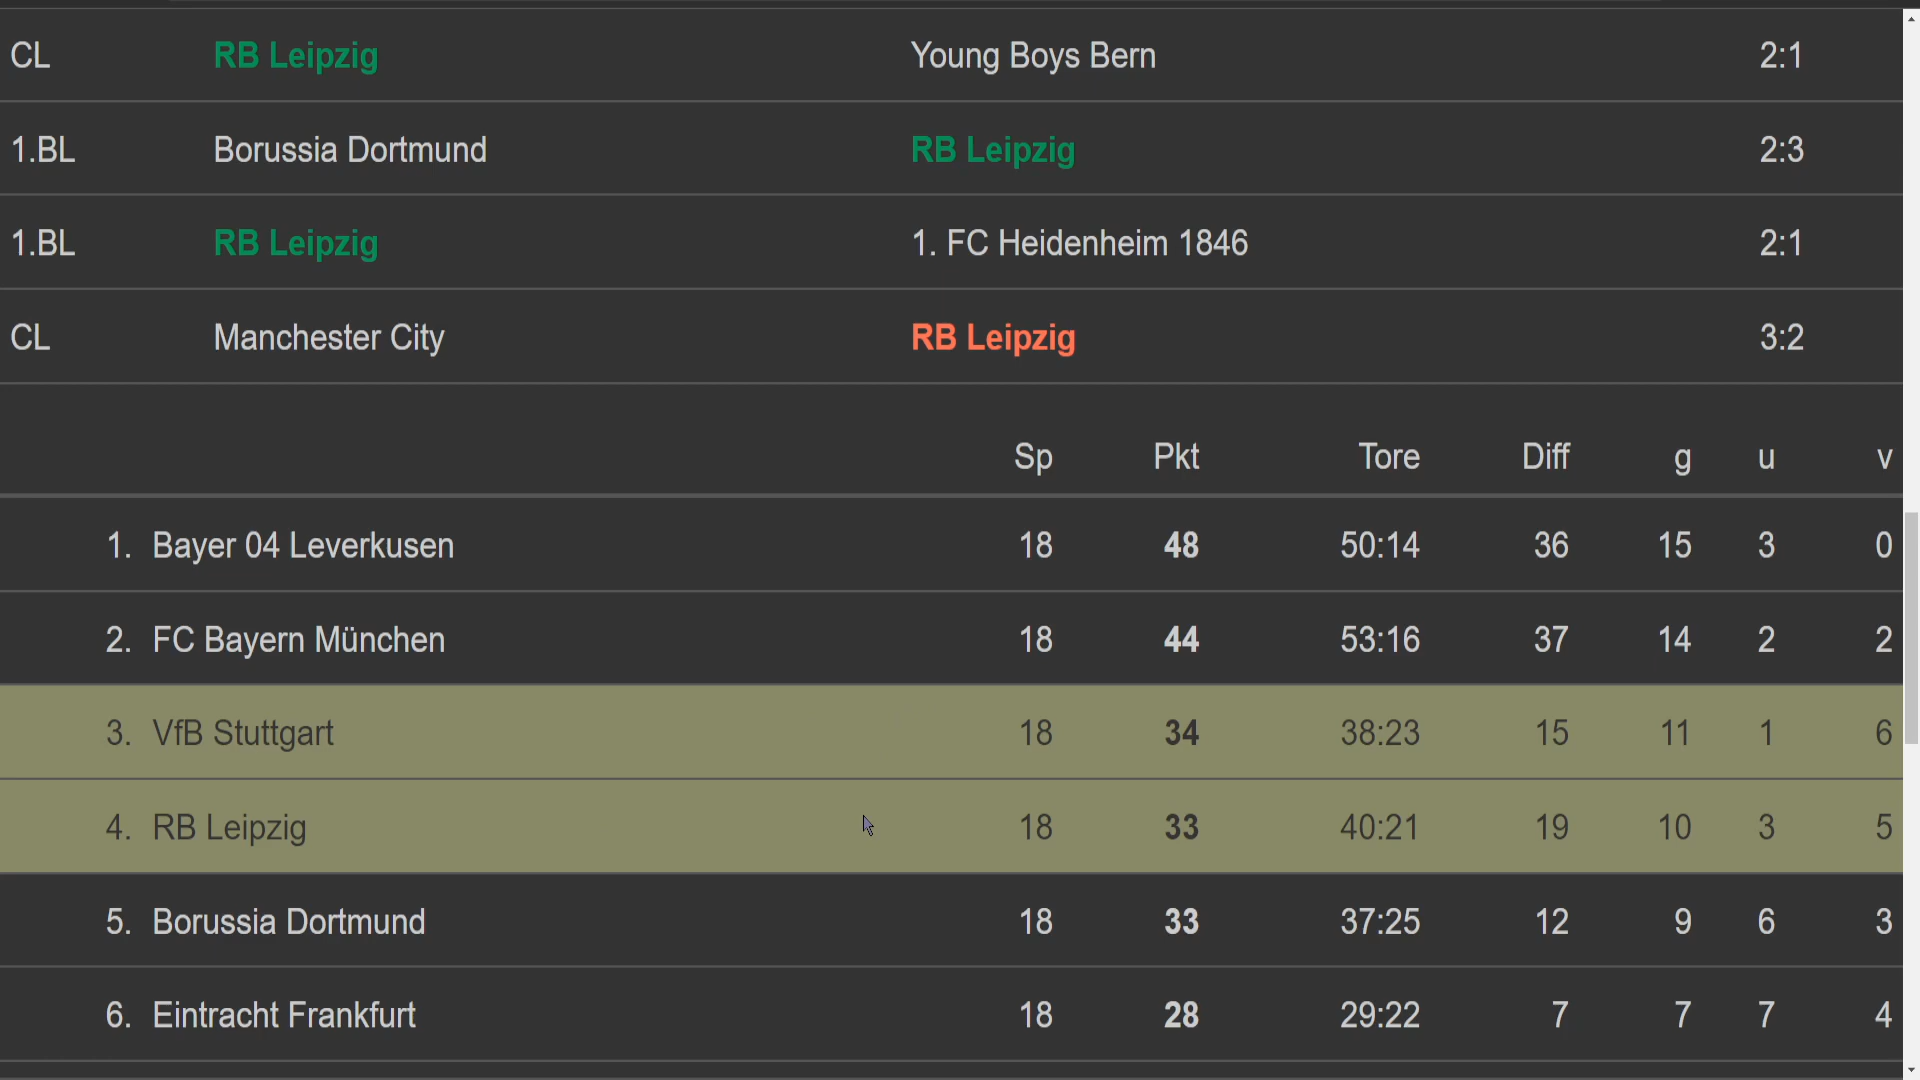 CL RB Leipzig Young Boys Bern 2:1
1.BL Borussia Dortmund RB Leipzig 2:3
1.BL RB Leipzig 1. FC Heidenheim 1846 2:1
CL Manchester City RB Leipzig 3:2
Sp Pkt Tore Diff g u v
1. Bayer 04 Leverkusen 18 48 50:14 36 15 3 0
2. FC Bayern München 18 44 53:16 37 14 2 2
3. VfB Stuttgart 18 34 38:23 15 11 1 6
4. RB Leipzig 18 33 40:21 19 10 3 5
5. Borussia Dortmund 18 33 37:25 12 9 6 3
6. Eintracht Frankfurt 18 28 29:22 7 7 7 4